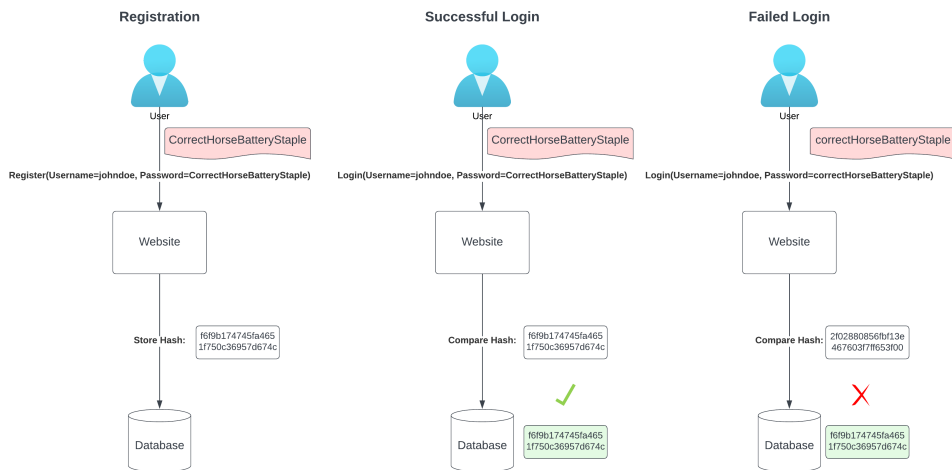 Registration
User
CorrectHorseBatteryStaple
Register(Username=johndoe, Password=CorrectHorseBatteryStaple)
Website
Store Hash:
f6f9b174745fa465
1f750c36957d674c
Database
Successful Login
User
CorrectHorseBatteryStaple
Login(Username=johndoe, Password=CorrectHorseBatteryStaple)
Website
Compare Hash:
f6f9b174745fa465
1f750c36957d674c
Database
f6f9b174745fa465
1f750c36957d674c
Failed Login
User
correctHorseBatteryStaple
Login(Username=johndoe, Password=correctHorseBatteryStaple)
Website
Compare Hash:
2f02880856fbf13e
467603f7ff653f00
Database
f6f9b174745fa465
1f750c36957d674c